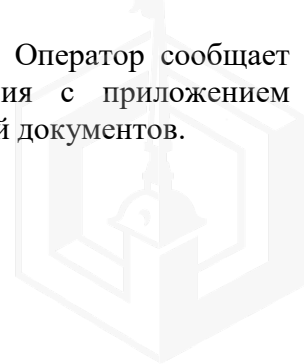 Оператор сообщает
ия с приложением
й документов.